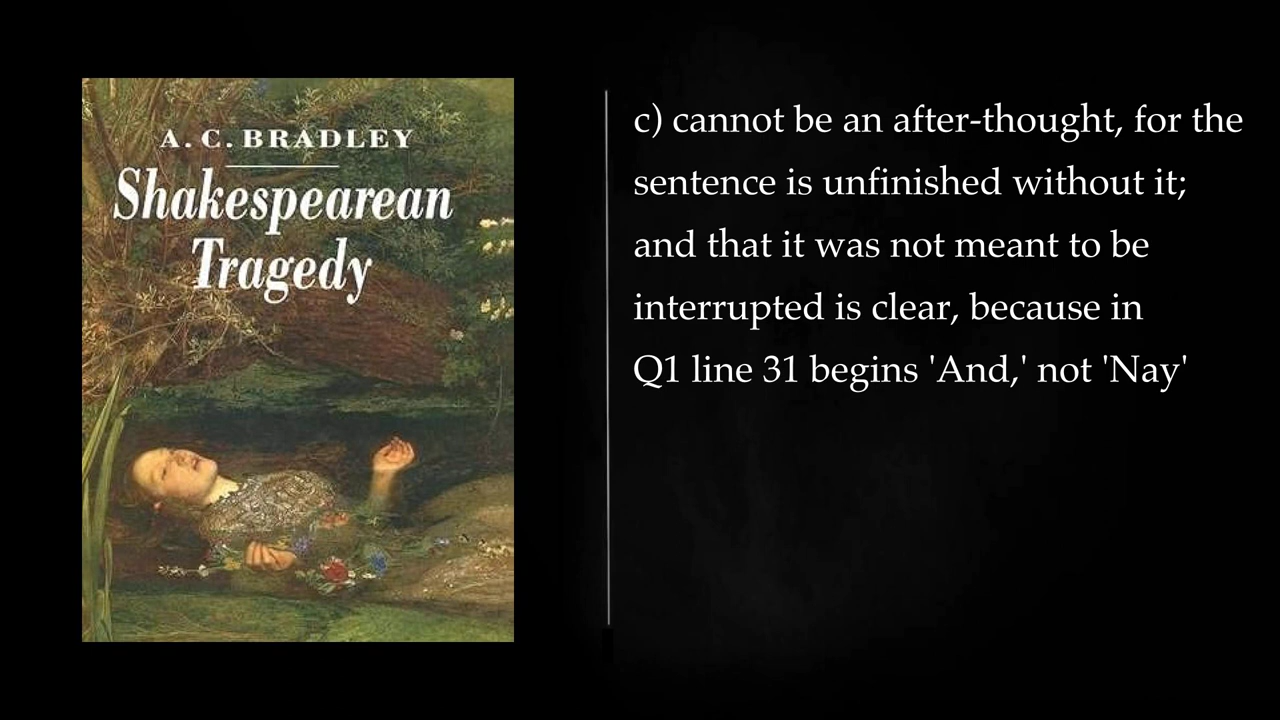 A. C. BRADLEY
Shakespearean
Tragedy
c) cannot be an after-thought, for the
sentence is unfinished without it;
and that it was not meant to be
interrupted is clear, because in
Q1 line 31 begins 'And,' not 'Nay'